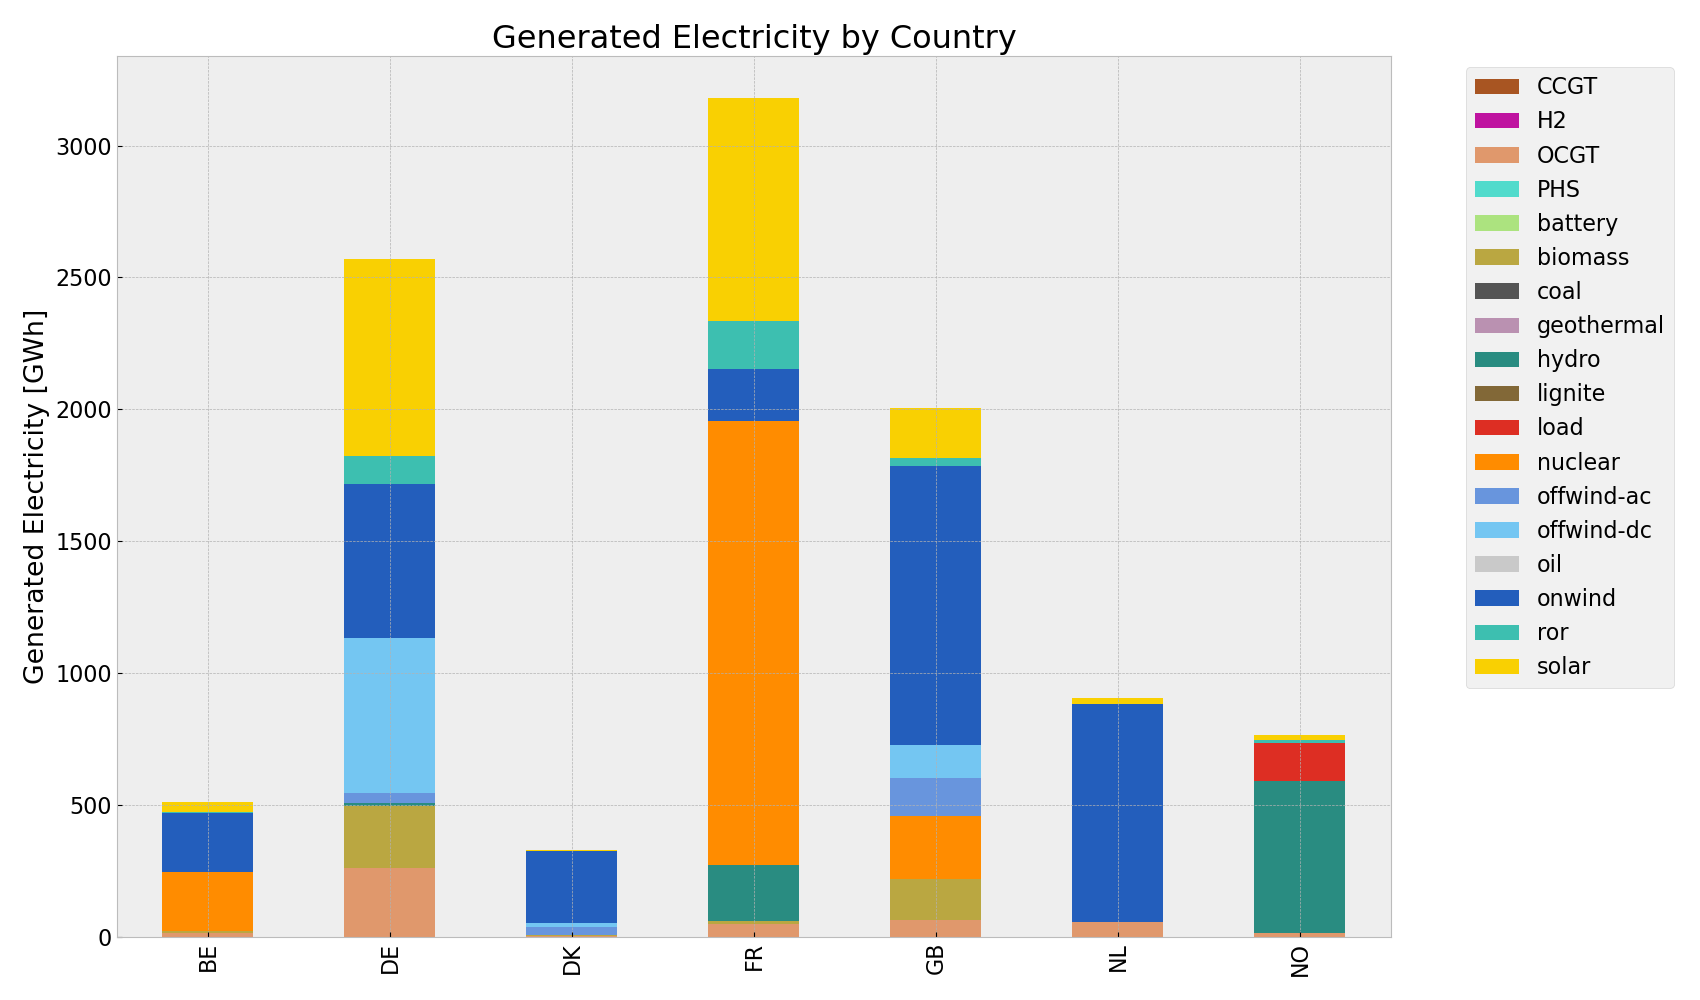 Generated Electricity by Country
Generated Electricity [GWh]
3000
2500
2000
1500
1000
500
0
BE
DE
DK
FR
GB
NL
NO
CCGT
H2
OCGT
PHS
battery
biomass
coal
geothermal
hydro
lignite
load
nuclear
offwind-ac
offwind-dc
oil
onwind
ror
solar